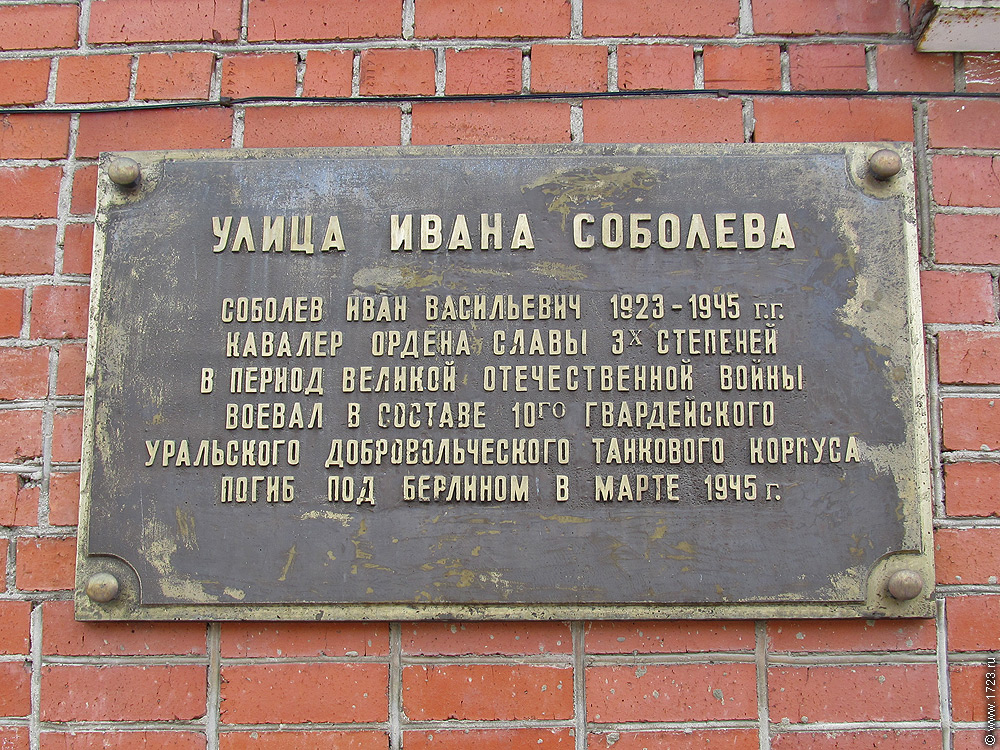 УЛИЦА ИВАНА СОБОЛЕВА
СОБОЛЕВ ИВАН ВАСИЛЬЕВИЧ 1923-1945 г.г.
КАВАЛЕР ОРДЕНА СЛАВЫ 3Х СТЕПЕНЕЙ
В ПЕРИОД ВЕЛИКОЙ ОТЕЧЕСТВЕННОЙ ВОЙНЫ
ВОЕВАЛ В СОСТАВЕ 10ГО ГВАРДЕЙСКОГО
УРАЛЬСКОГО ДОБРОВОЛЬЧЕСКОГО ТАНКОВОГО КОРПУСА
ПОГИБ ПОД БЕРЛИНОМ В МАРТЕ 1945 г.
© www.1723.ru